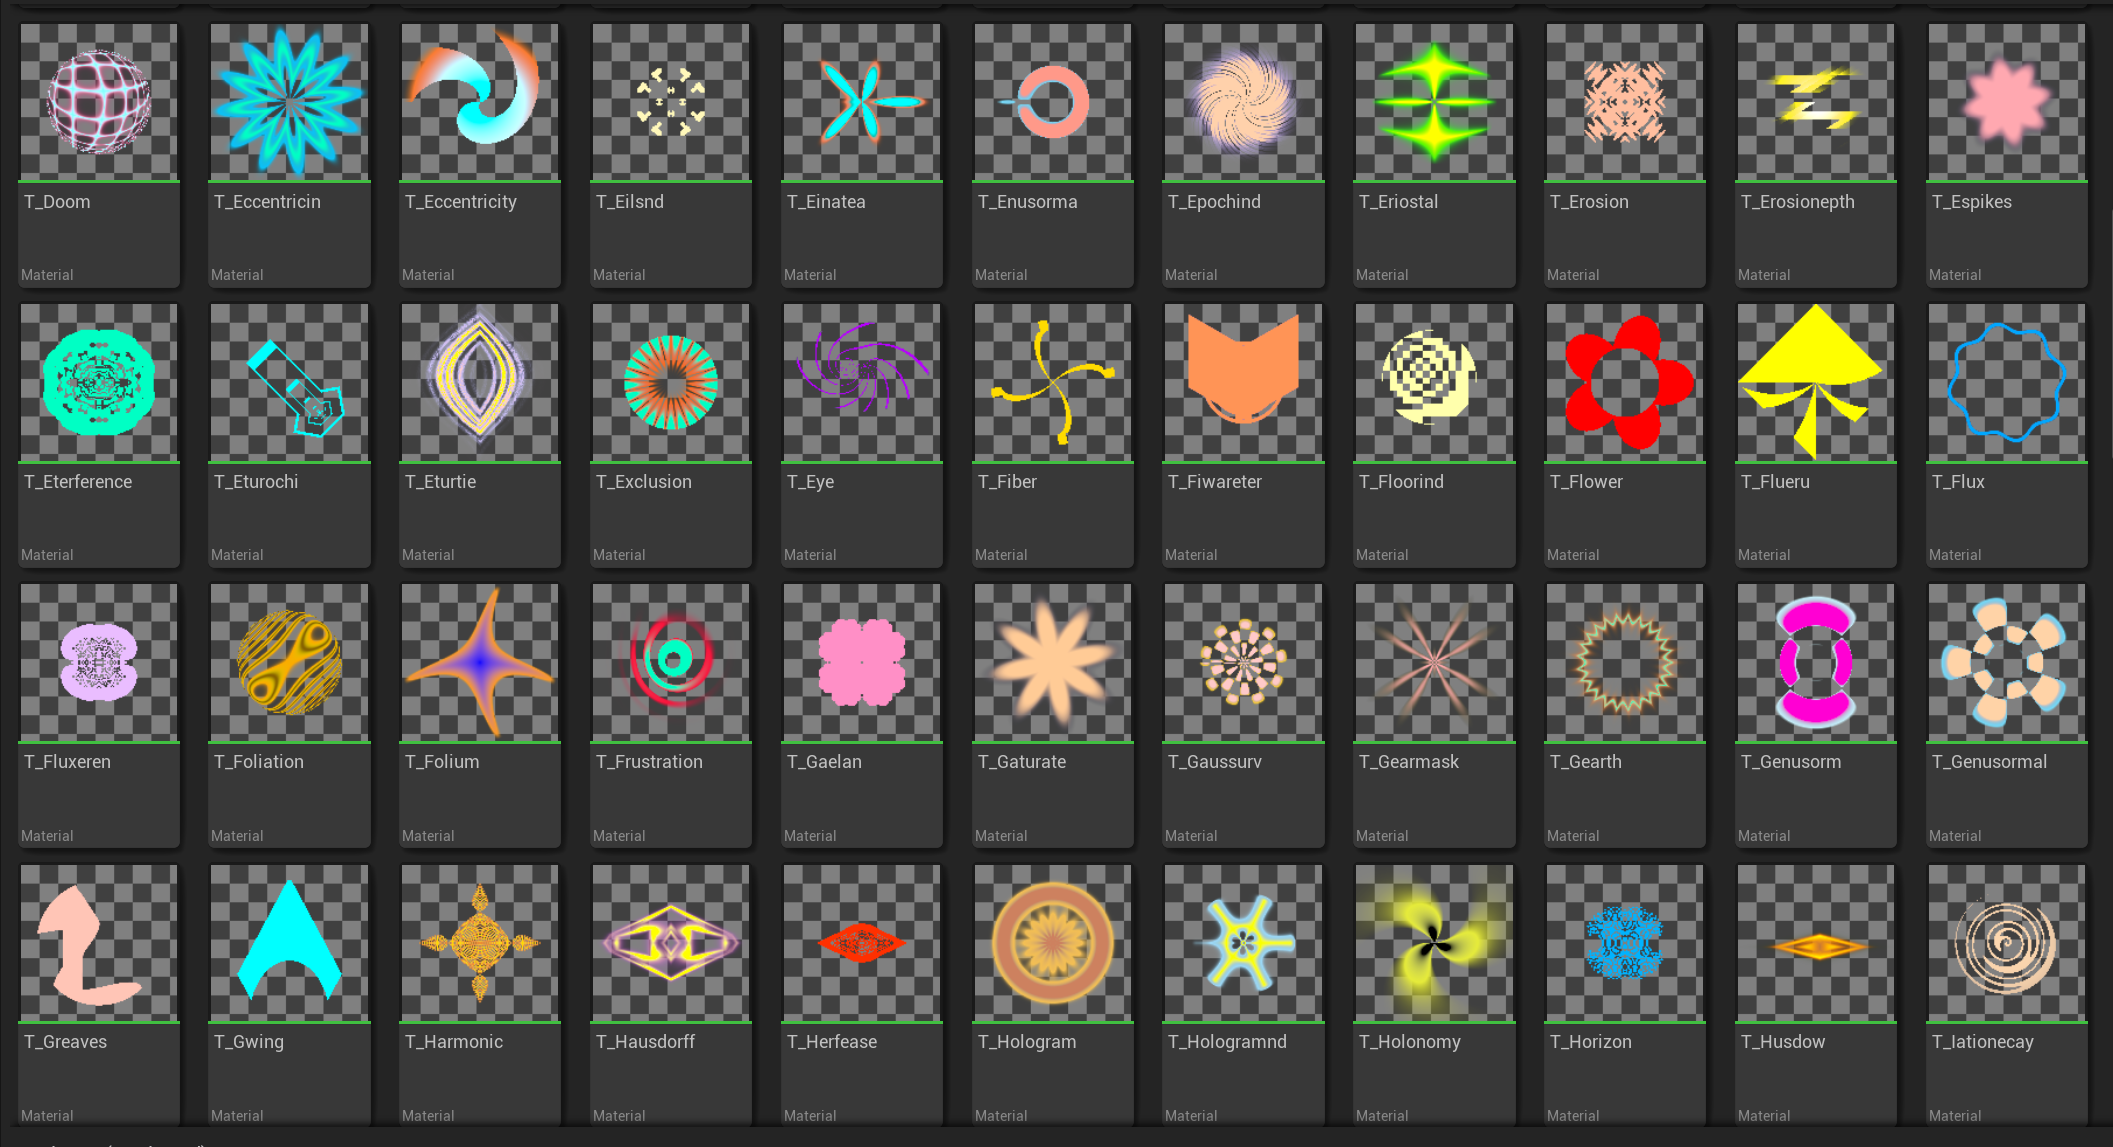 T_Doom T_Eccentricin T_Eccentricity T_Eilsnd T_Einatea T_Enusorma T_Epochind T_Eriostal T_Erosion T_Erosionepth T_Espikes
Material Material Material Material Material Material Material Material Material Material Material
T_Eterference T_Eturochi T_Eturtie T_Exclusion T_Eye T_Fiber T_Fiwareter T_Floorind T_Flower T_Flueru T_Flux
Material Material Material Material Material Material Material Material Material Material Material
T_Fluxeren T_Foliation T_Folium T_Frustration T_Gaelan T_Gaturate T_Gaussurv T_Gearmask T_Gearth T_Genusorm T_Genusormal
Material Material Material Material Material Material Material Material Material Material Material
T_Greaves T_Gwing T_Harmonic T_Hausdorff T_Herfease T_Hologram T_Hologramnd T_Holonomy T_Horizon T_Husdow T_Iationecay
Material Material Material Material Material Material Material Material Material Material Material